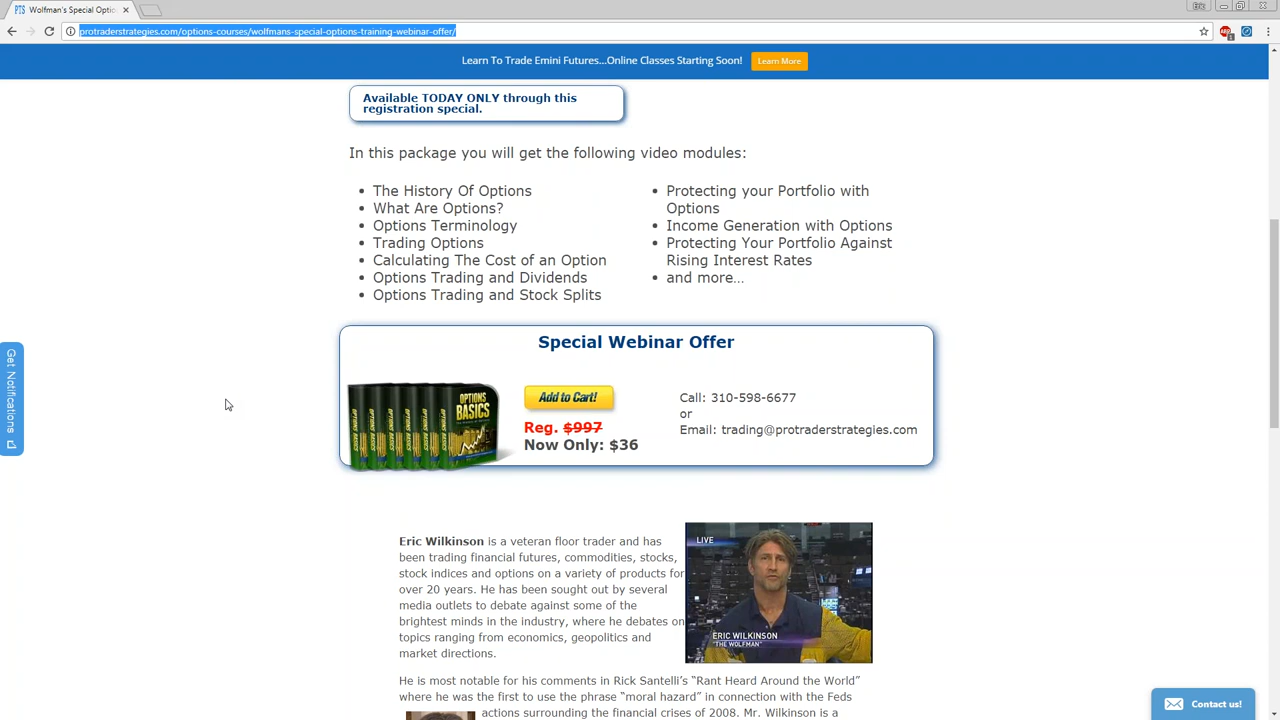 PTS Wolfman's Special Optio
protraderstrategies.com/options-courses/wolfmans-special-options-training-webinar-offer/
Learn To Trade Emini Futures...Online Classes Starting Soon! Learn More
Available TODAY ONLY through this
registration special.
In this package you will get the following video modules:
The History Of Options
What Are Options?
Options Terminology
Trading Options
Calculating The Cost of an Option
Options Trading and Dividends
Options Trading and Stock Splits
Protecting your Portfolio with
Options
Income Generation with Options
Protecting Your Portfolio Against
Rising Interest Rates
and more...
Get Notifications
Special Webinar Offer
OPTIONS
BASICS
Add to Cart!
Reg. $997
Now Only: $36
Call: 310-598-6677
or
Email: trading@protraderstrategies.com
Eric Wilkinson is a veteran floor trader and has
been trading financial futures, commodities, stocks,
stock indices and options on a variety of products for
over 20 years. He has been sought out by several
media outlets to debate against some of the
brightest minds in the industry, where he debates on
topics ranging from economics, geopolitics and
market directions.
LIVE
ERIC WILKINSON
"THE WOLFMAN"
He is most notable for his comments in Rick Santelli's "Rant Heard Around the World"
where he was the first to use the phrase "moral hazard" in connection with the Feds
actions surrounding the financial crises of 2008. Mr. Wilkinson is a
Contact us!